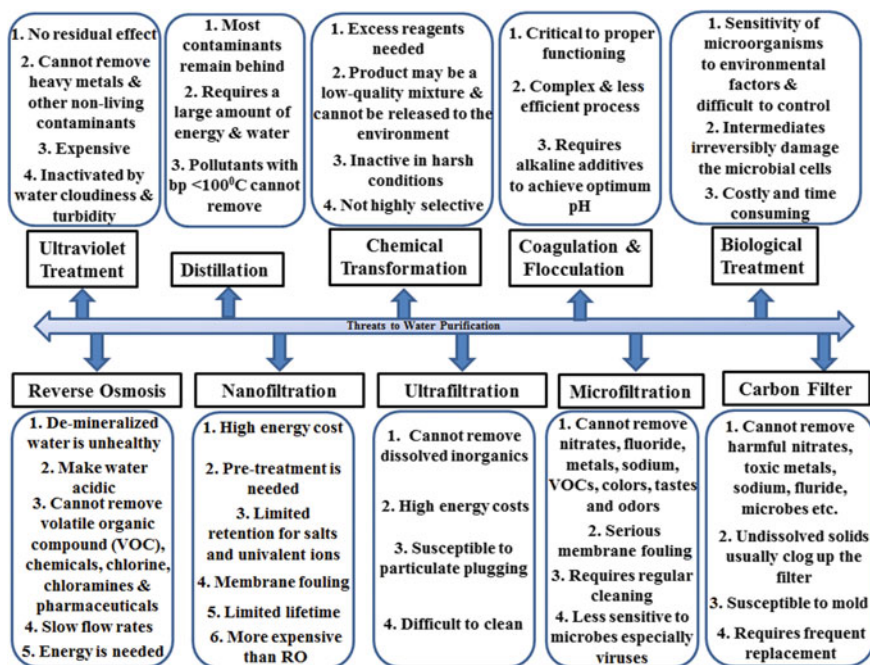 1. No residual effect
2. Cannot remove
heavy metals &
other non-living
contaminants
3. Expensive
4. Inactivated by
water cloudiness &
turbidity
1. Most
contaminants
remain behind
2. Requires a
large amount of
energy & water
3. Pollutants with
bp <100⁰C cannot
remove
1. Excess reagents
needed
2. Product may be a
low-quality mixture &
cannot be released to the
environment
3. Inactive in harsh
conditions
4. Not highly selective
1. Critical to proper
functioning
2. Complex & less
efficient process
3. Requires
alkaline additives
to achieve optimum
pH
1. Sensitivity of
microorganisms
to environmental
factors &
difficult to control
2. Intermediates
irreversibly damage
the microbial cells
3. Costly and time
consuming
Ultraviolet
Treatment
Distillation
Chemical
Transformation
Coagulation &
Flocculation
Biological
Treatment
Threats to Water Purification
Reverse Osmosis
Nanofiltration
Ultrafiltration
Microfiltration
Carbon Filter
1. De-mineralized
water is unhealthy
2. Make water
acidic
3. Cannot remove
volatile organic
compound (VOC),
chemicals, chlorine,
chloramines &
pharmaceuticals
4. Slow flow rates
5. Energy is needed
1. High energy cost
2. Pre-treatment is
needed
3. Limited
retention for salts
and univalent ions
4. Membrane fouling
5. Limited lifetime
6. More expensive
than RO
1. Cannot remove
dissolved inorganics
2. High energy costs
3. Susceptible to
particulate plugging
4. Difficult to clean
1. Cannot remove
nitrates, fluoride,
metals, sodium,
VOCs, colors, tastes
and odors
2. Serious
membrane fouling
3. Requires regular
cleaning
4. Less sensitive to
microbes especially
viruses
1. Cannot remove
harmful nitrates,
toxic metals,
sodium, fluride,
microbes etc.
2. Undissolved solids
usually clog up the
filter
3. Susceptible to mold
4. Requires frequent
replacement